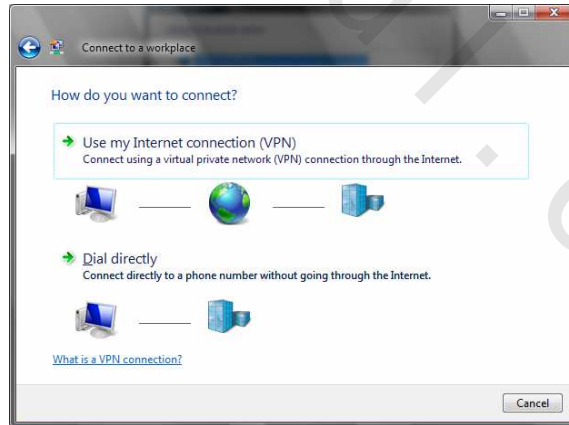 Connect to a workplace
How do you want to connect?
Use my Internet connection (VPN)
Connect using a virtual private network (VPN) connection through the Internet.
Dial directly
Connect directly to a phone number without going through the Internet.
What is a VPN connection?
Cancel